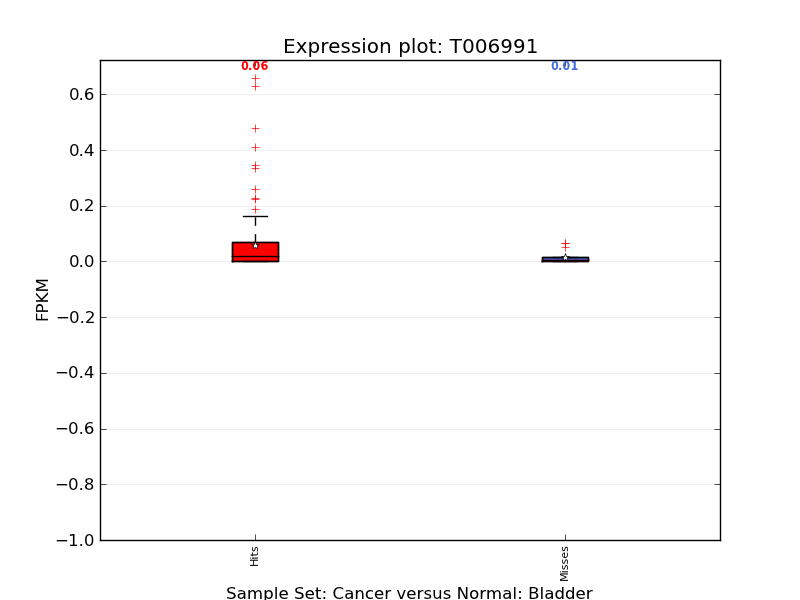 Expression plot: T006991
0.06
0.01
0.6
0.4
0.2
0.0
−0.2
−0.4
−0.6
−0.8
−1.0
FPKM
Hits
Misses
Sample Set: Cancer versus Normal: Bladder